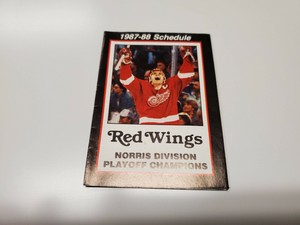 1987-88 Schedule
Red Wings
NORRIS DIVISION
PLAYOFF CHAMPIONS